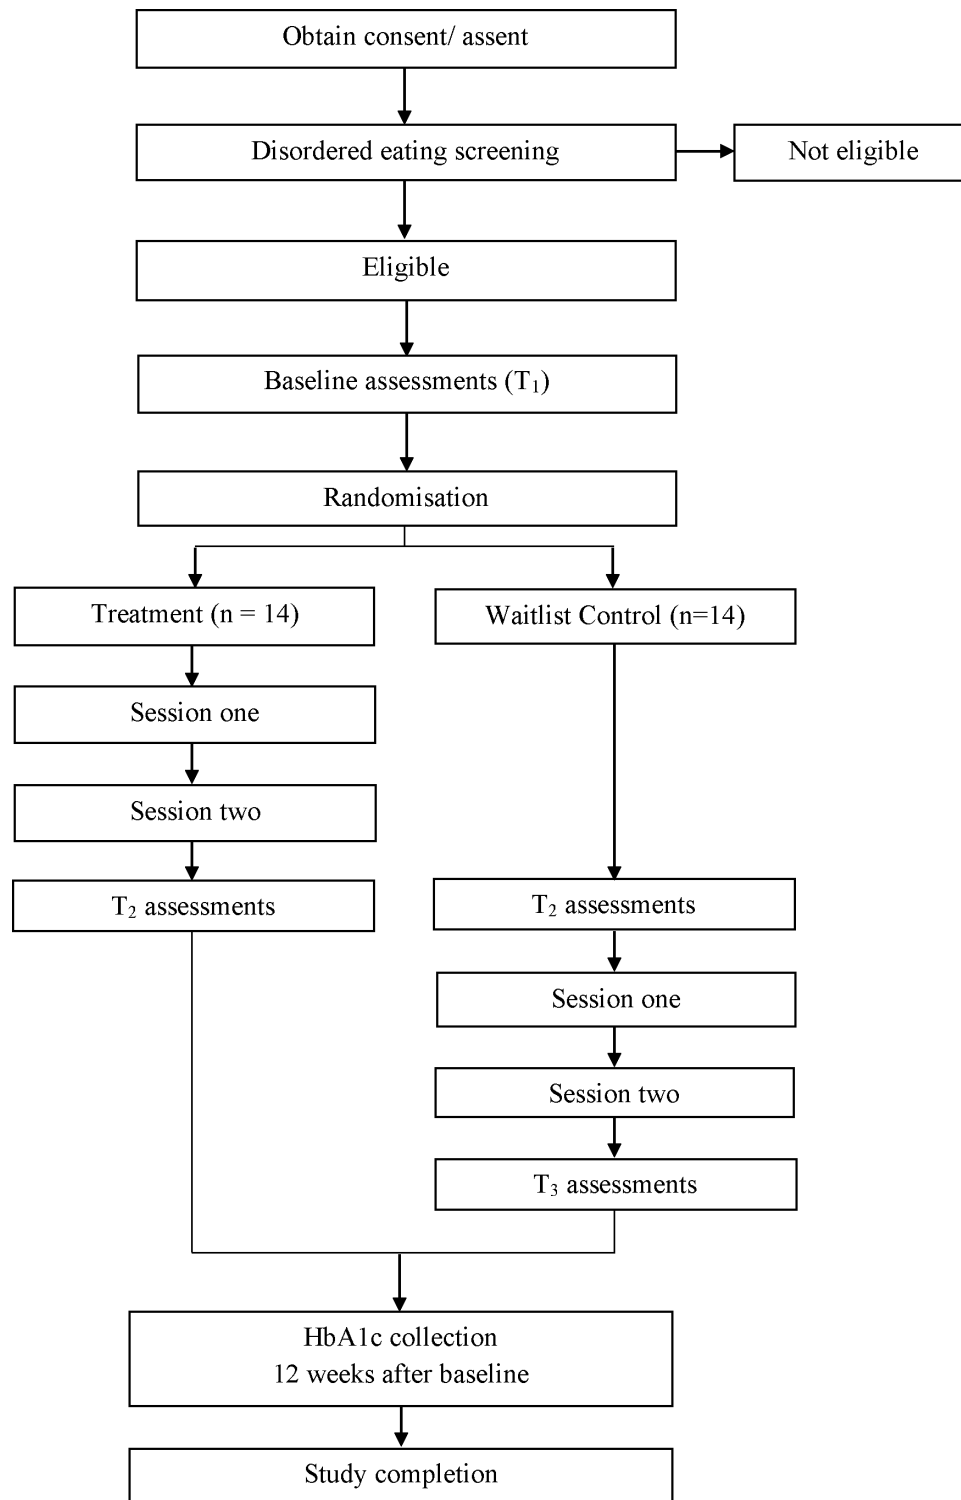 Obtain consent/ assent
Disordered eating screening
Not eligible
Eligible
Baseline assessments (T₁)
Randomisation
Treatment (n = 14)
Waitlist Control (n=14)
Session one
Session two
T₂ assessments
T₂ assessments
Session one
Session two
T₃ assessments
HbA1c collection
12 weeks after baseline
Study completion